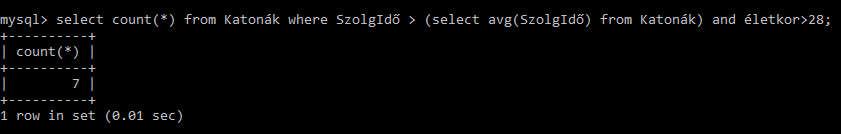 mysql> select count(*) from Katonák where SzolgIdő > (select avg(SzolgIdő) from Katonák) and életkor>28;
+----------+
| count(*) |
+----------+
|        7 |
+----------+
1 row in set (0.01 sec)